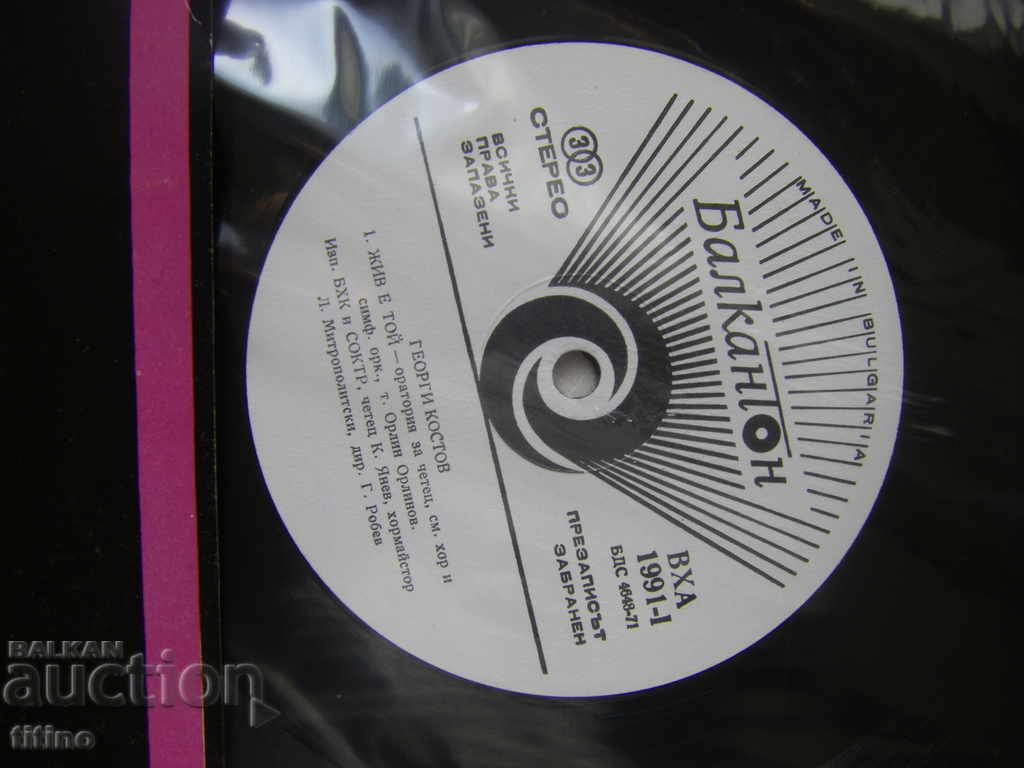 MADE IN BULGARIA
Балкантон
33
СТЕРЕО
ВСИЧКИ
ПРАВА
ЗАПАЗЕНИ
ВХА
1991-I
БДС 4648-71
ПРЕЗАПИСЪТ
ЗАБРАНЕН
ГЕОРГИ КОСТОВ
1. ЖИВ Е ТОЙ — оратория за четец, см. хор и
симф. орк., т. Орлин Орлинов.
Изп. БХК и СОКТР, четец К. Янев, хормайстор
Л. Митрополитски, дир. Г. Робев
BALKAN
auction
titino